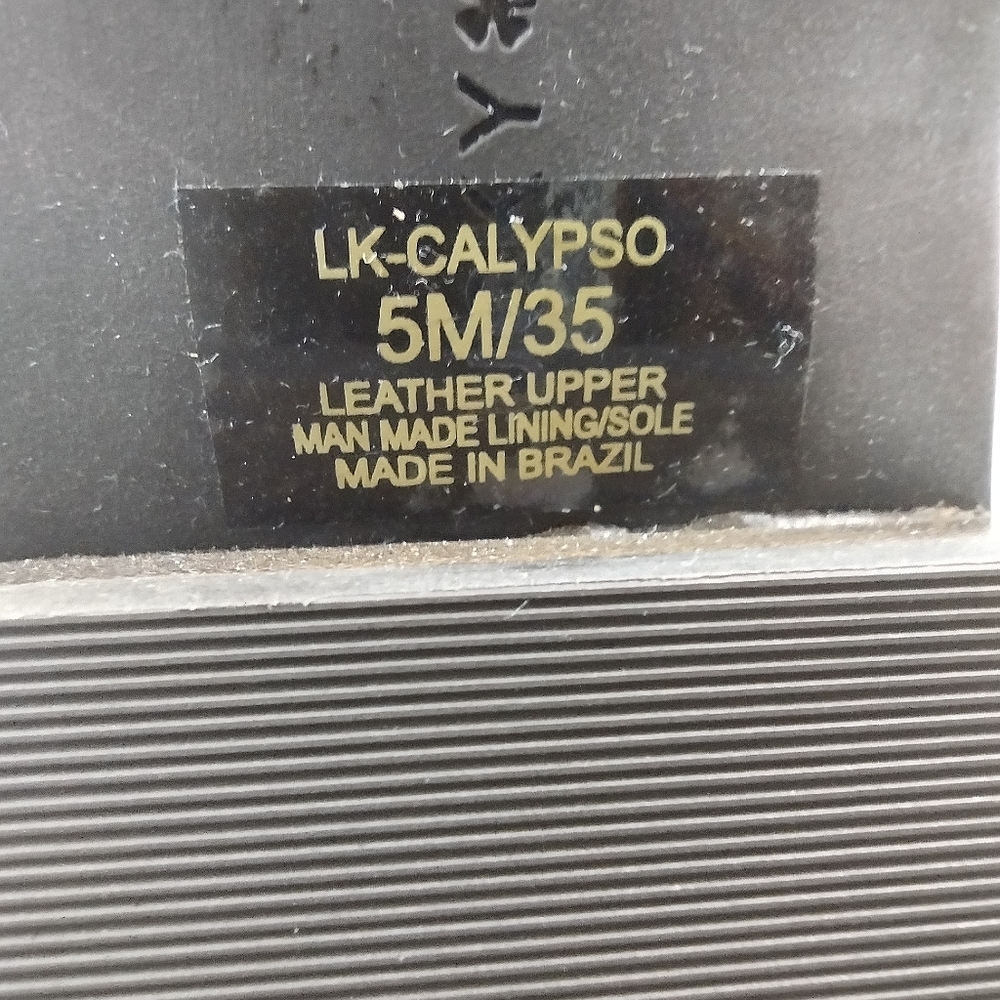 Y
LK-CALYPSO
5M/35
LEATHER UPPER
MAN MADE LINING/SOLE
MADE IN BRAZIL